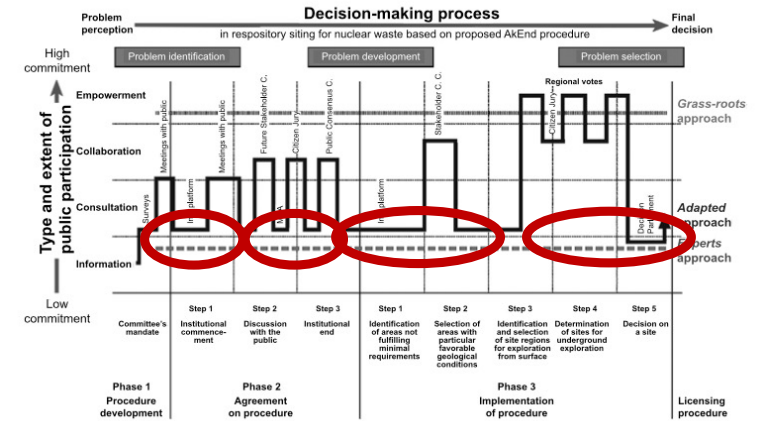 Problem
perception
Decision-making process
in respository siting for nuclear waste based on proposed AkEnd procedure
Final
decision
Problem identification
Problem development
Problem selection
High
commitment
Type and extent of
public participation
Low
commitment
Empowerment
Collaboration
Consultation
Information
Surveys
Meetings with public
platform
Meetings with public
Future Stakeholder C.
Citizen Jury
Public Consensus C.
platform
Stakeholder C. C.
Regional votes
Citizen Jury
Decision
Parliament
Grass-roots
approach
Adapted
approach
Experts
approach
Committee's
mandate
Step 1
Institutional
commence-
ment
Step 2
Discussion
with the
public
Step 3
Institutional
end
Step 1
Identification
of areas not
fulfilling
minimal
requirements
Step 2
Selection of
areas with
particular
favorable
geological
conditions
Step 3
Identification
and selection
of site regions
for exploration
from surface
Step 4
Determination
of sites for
underground
exploration
Step 5
Decision on
a site
Phase 1
Procedure
development
Phase 2
Agreement
on procedure
Phase 3
Implementation
of procedure
Licensing
procedure